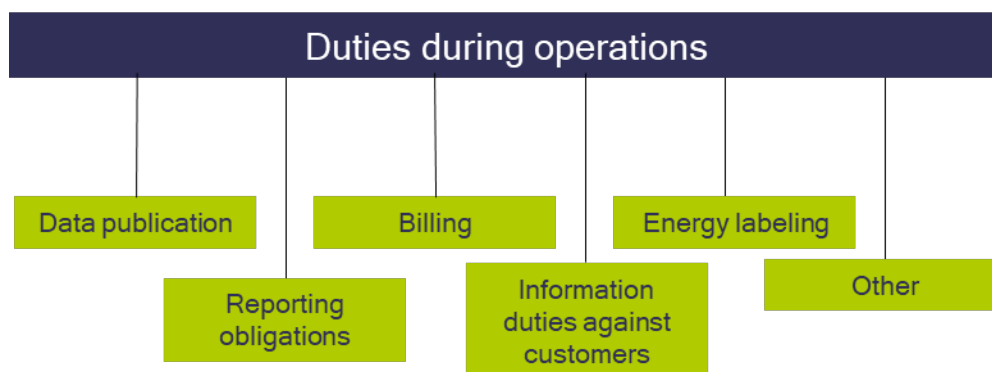 Duties during operations
Data publication
Billing
Energy labeling
Reporting
obligations
Information
duties against
customers
Other